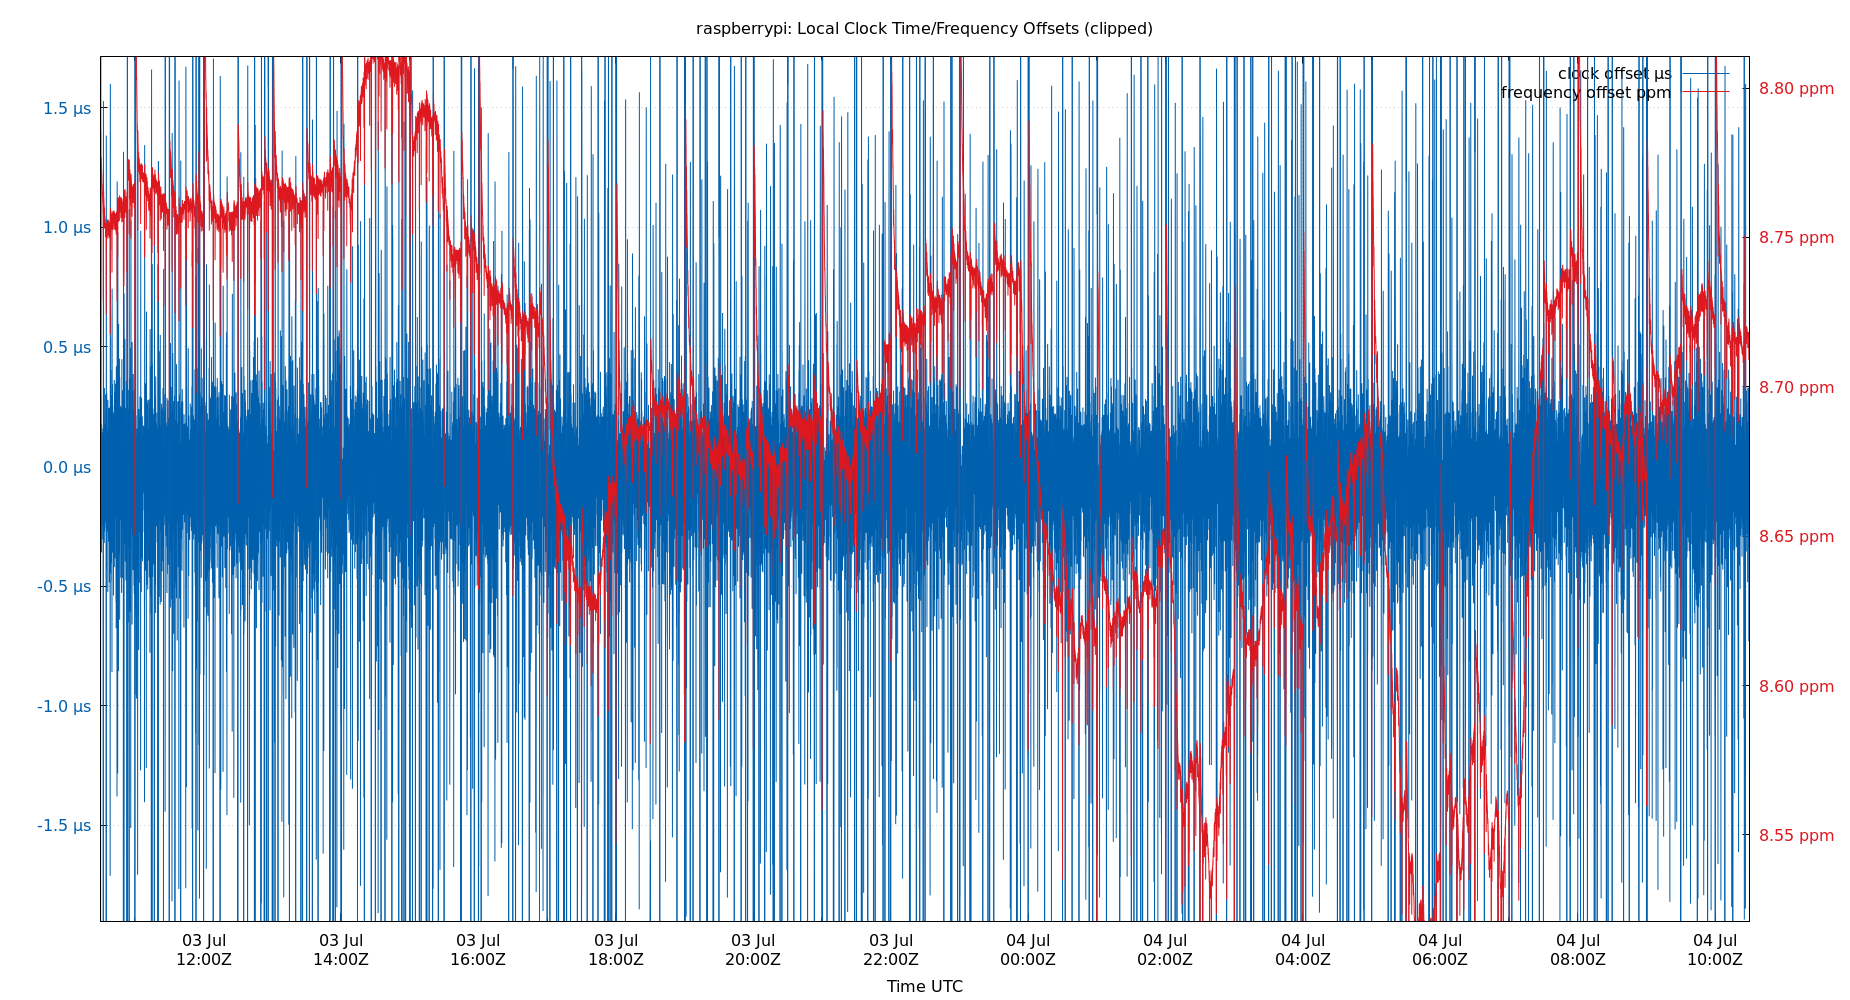 raspberrypi: Local Clock Time/Frequency Offsets (clipped)
clock offset µs
frequency offset ppm
1.5 µs
1.0 µs
0.5 µs
0.0 µs
-0.5 µs
-1.0 µs
-1.5 µs
8.80 ppm
8.75 ppm
8.70 ppm
8.65 ppm
8.60 ppm
8.55 ppm
03 Jul
12:00Z
03 Jul
14:00Z
03 Jul
16:00Z
03 Jul
18:00Z
03 Jul
20:00Z
03 Jul
22:00Z
04 Jul
00:00Z
04 Jul
02:00Z
04 Jul
04:00Z
04 Jul
06:00Z
04 Jul
08:00Z
04 Jul
10:00Z
Time UTC